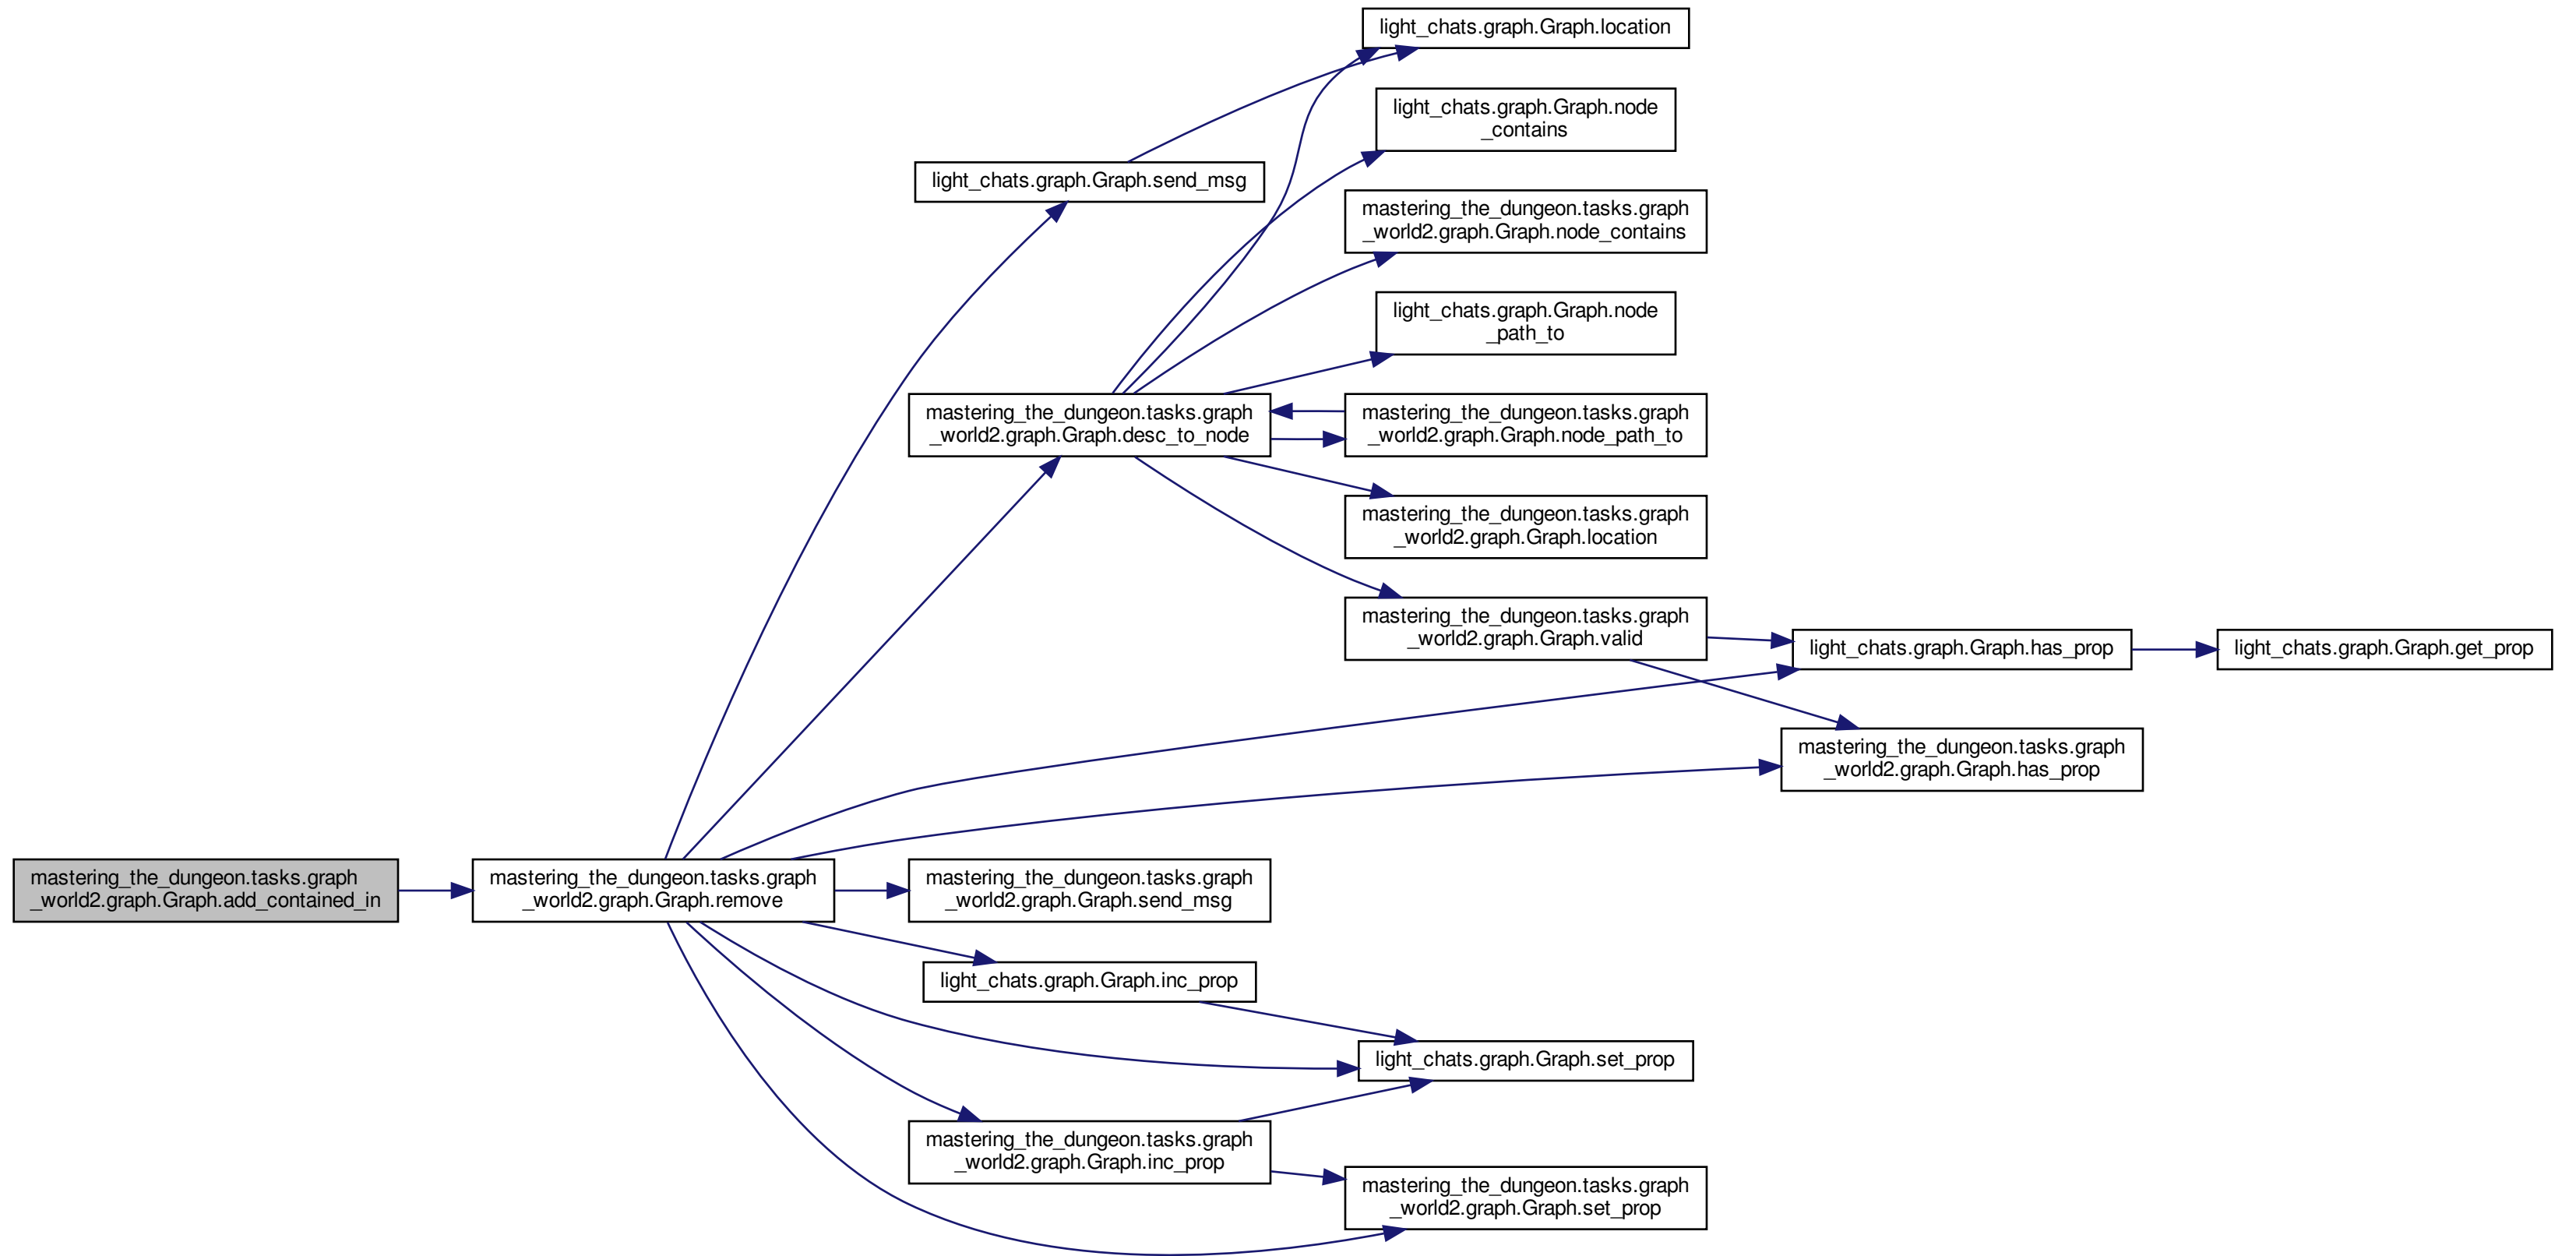 light_chats.graph.Graph.location
light_chats.graph.Graph.node
_contains
light_chats.graph.Graph.send_msg
mastering_the_dungeon.tasks.graph
_world2.graph.Graph.node_contains
light_chats.graph.Graph.node
_path_to
mastering_the_dungeon.tasks.graph
_world2.graph.Graph.desc_to_node
mastering_the_dungeon.tasks.graph
_world2.graph.Graph.node_path_to
mastering_the_dungeon.tasks.graph
_world2.graph.Graph.location
mastering_the_dungeon.tasks.graph
_world2.graph.Graph.valid
light_chats.graph.Graph.has_prop
light_chats.graph.Graph.get_prop
mastering_the_dungeon.tasks.graph
_world2.graph.Graph.has_prop
mastering_the_dungeon.tasks.graph
_world2.graph.Graph.add_contained_in
mastering_the_dungeon.tasks.graph
_world2.graph.Graph.remove
mastering_the_dungeon.tasks.graph
_world2.graph.Graph.send_msg
light_chats.graph.Graph.inc_prop
light_chats.graph.Graph.set_prop
mastering_the_dungeon.tasks.graph
_world2.graph.Graph.inc_prop
mastering_the_dungeon.tasks.graph
_world2.graph.Graph.set_prop